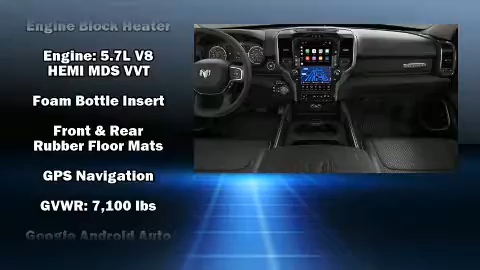 Engine Block Heater
Engine: 5.7L V8
HEMI MDS VVT
Foam Bottle Insert
Front & Rear
Rubber Floor Mats
GPS Navigation
GVWR: 7,100 lbs
Google Android Auto